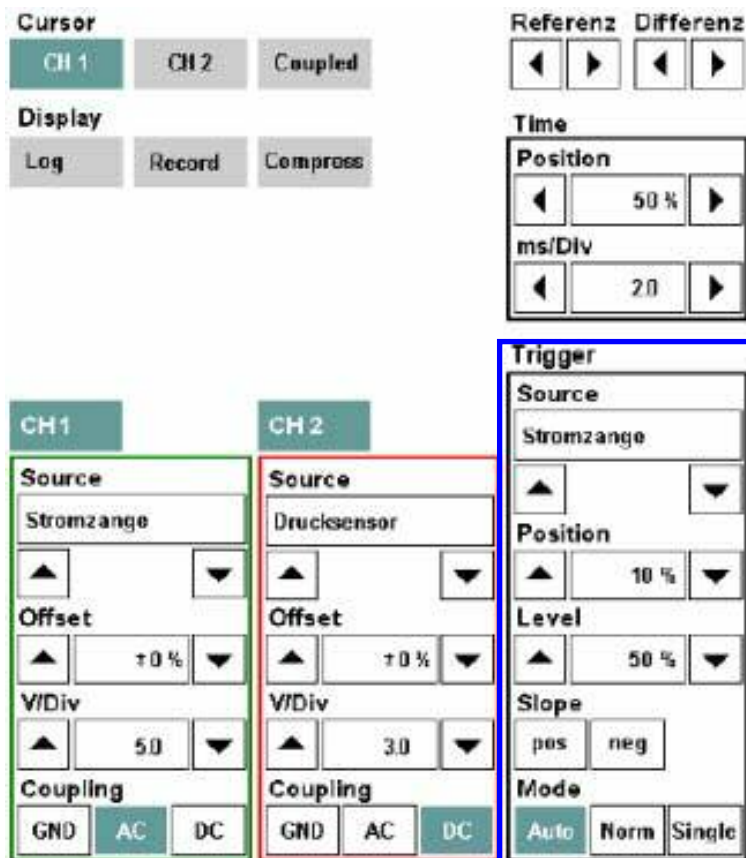 Cursor
CH 1 CH 2 Coupled
Display
Log Record Compross
Referenz Differenz
Time
Position
50 %
ms/Div
2.0
CH 1
Source
Stromzange
Offset
±0 %
V/Div
5.0
Coupling
GND AC DC
CH 2
Source
Drucksensor
Offset
±0 %
V/Div
3.0
Coupling
GND AC DC
Trigger
Source
Stromzange
Position
10 %
Level
50 %
Slope
pos neg
Mode
Auto Norm Single